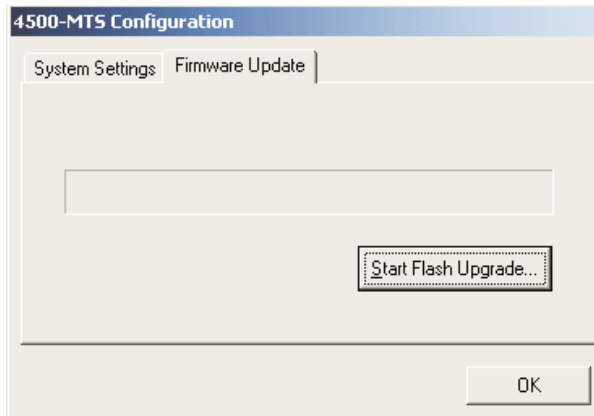 4500-MTS Configuration
System Settings Firmware Update
Start Flash Upgrade...
OK